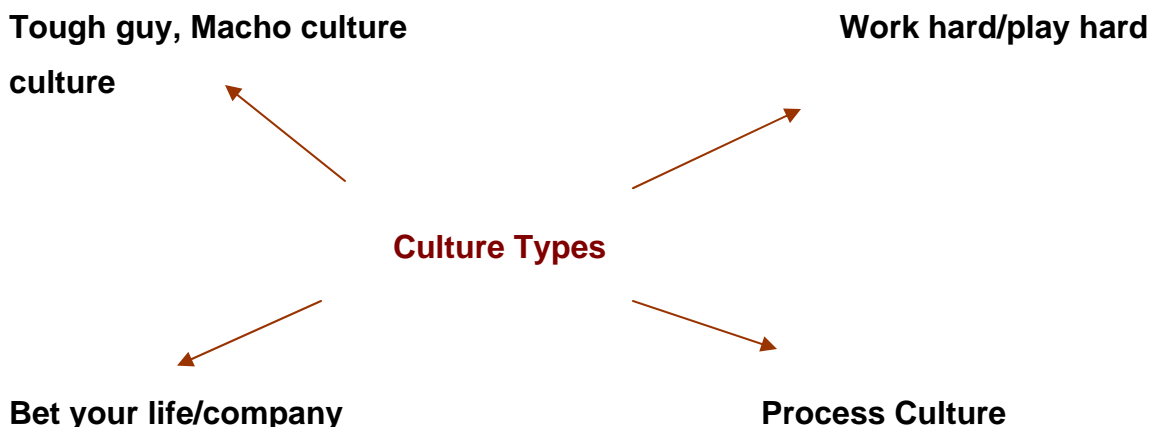 Tough guy, Macho culture Work hard/play hard
culture
Culture Types
Bet your life/company Process Culture